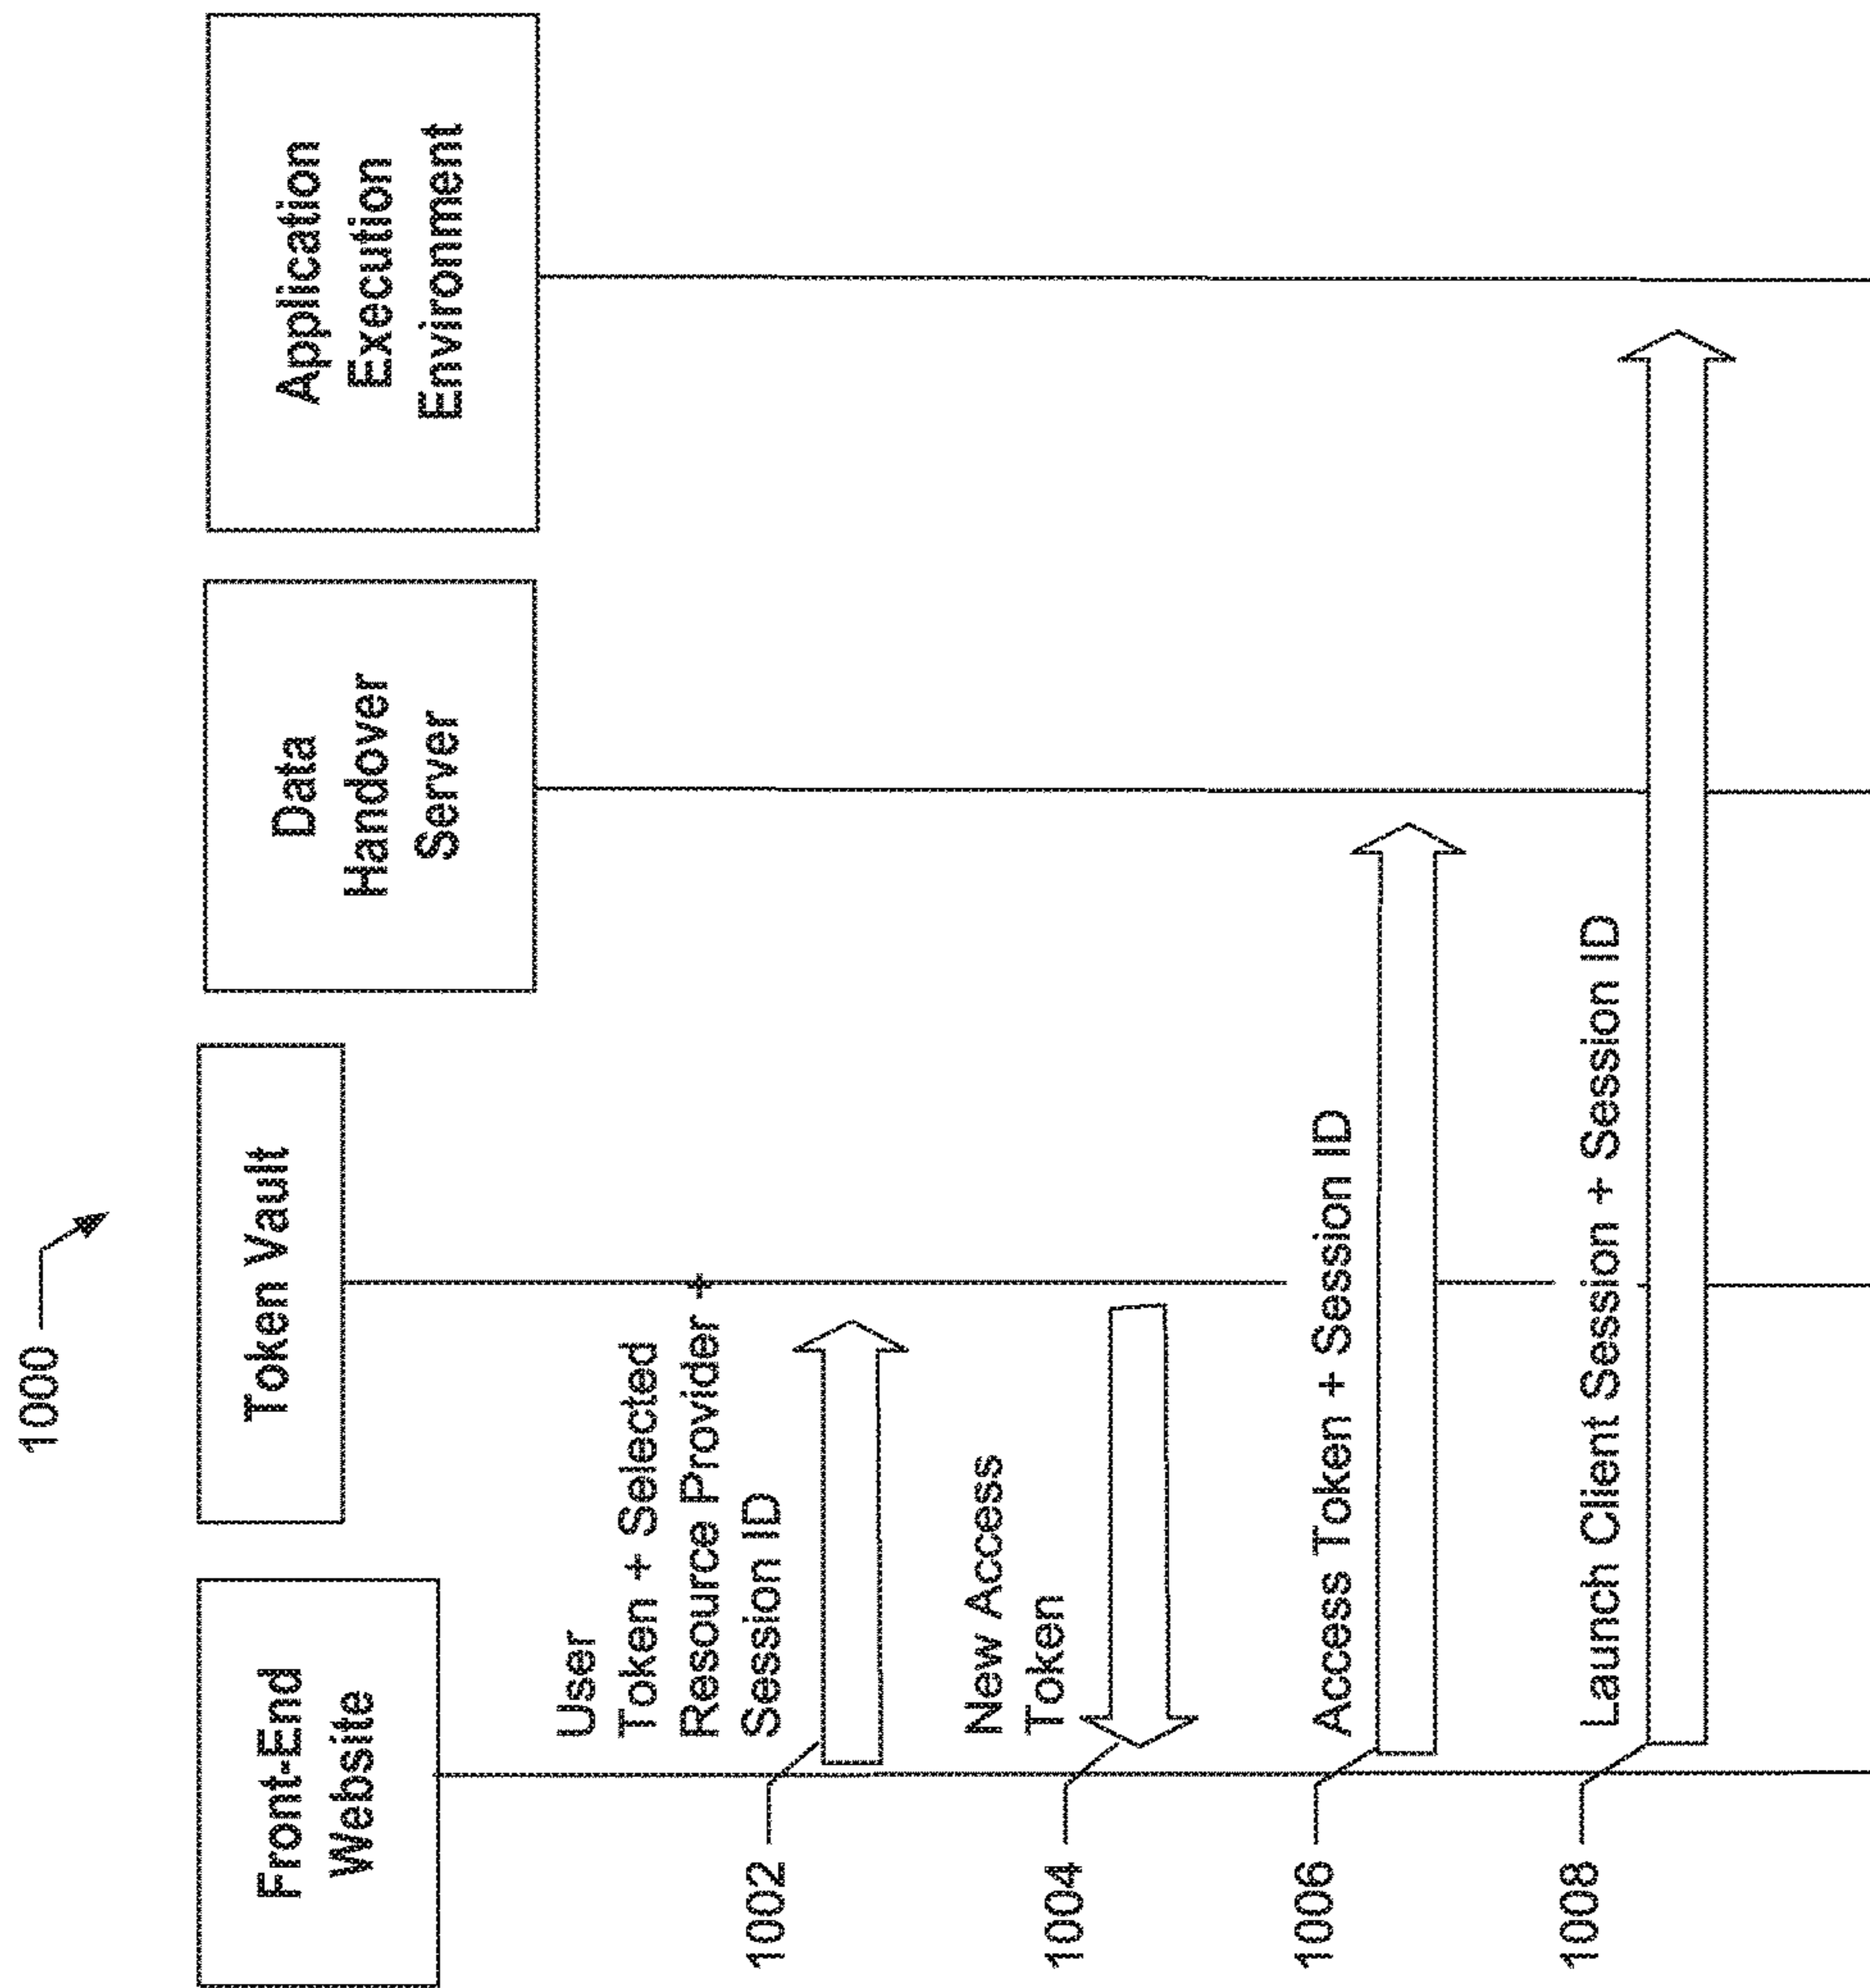 1000
Front-End
Website
Token Vault
Data
Handover
Server
Application
Execution
Environment
User
Token + Selected
Resource Provider +
Session ID
1002
New Access
Token
1004
Access Token + Session ID
1006
Launch Client Session + Session ID
1008